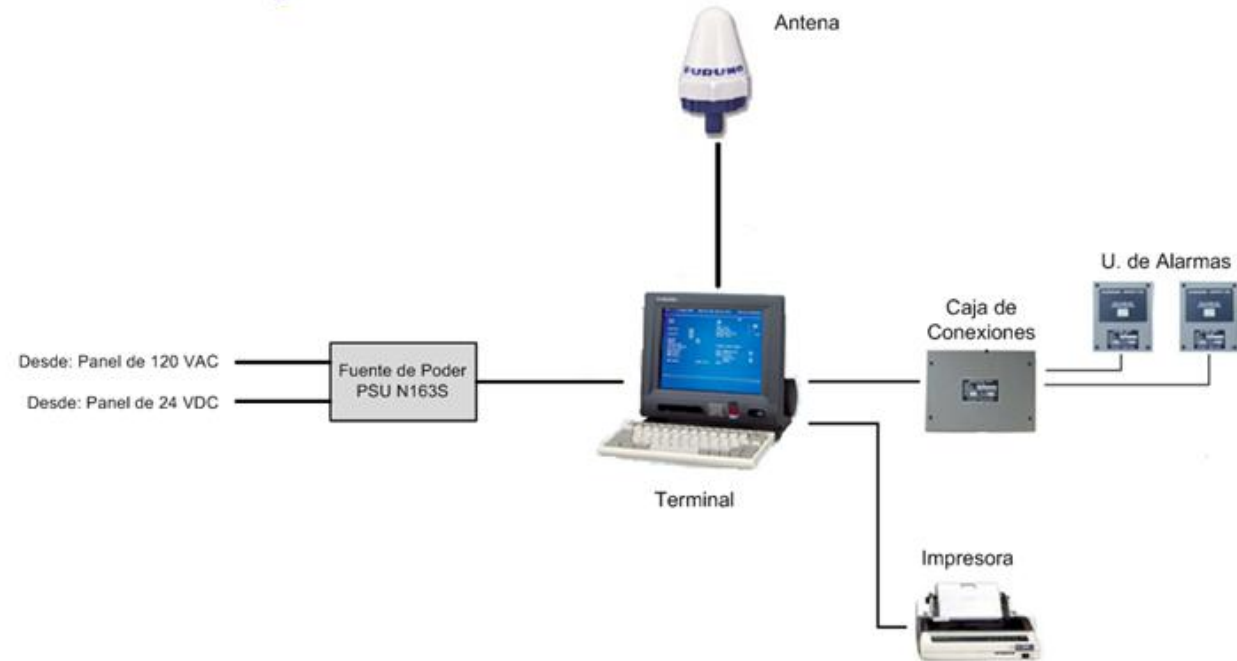 Antena
FURUNO
U. de Alarmas
Caja de
Conexiones
Desde: Panel de 120 VAC
Fuente de Poder
PSU N163S
Desde: Panel de 24 VDC
Terminal
Impresora